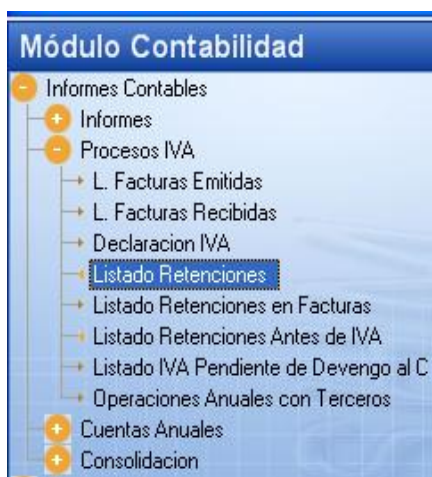 Módulo Contabilidad
Informes Contables
Informes
Procesos IVA
L. Facturas Emitidas
L. Facturas Recibidas
Declaracion IVA
Listado Retenciones
Listado Retenciones en Facturas
Listado Retenciones Antes de IVA
Listado IVA Pendiente de Devengo al C
Operaciones Anuales con Terceros
Cuentas Anuales
Consolidacion